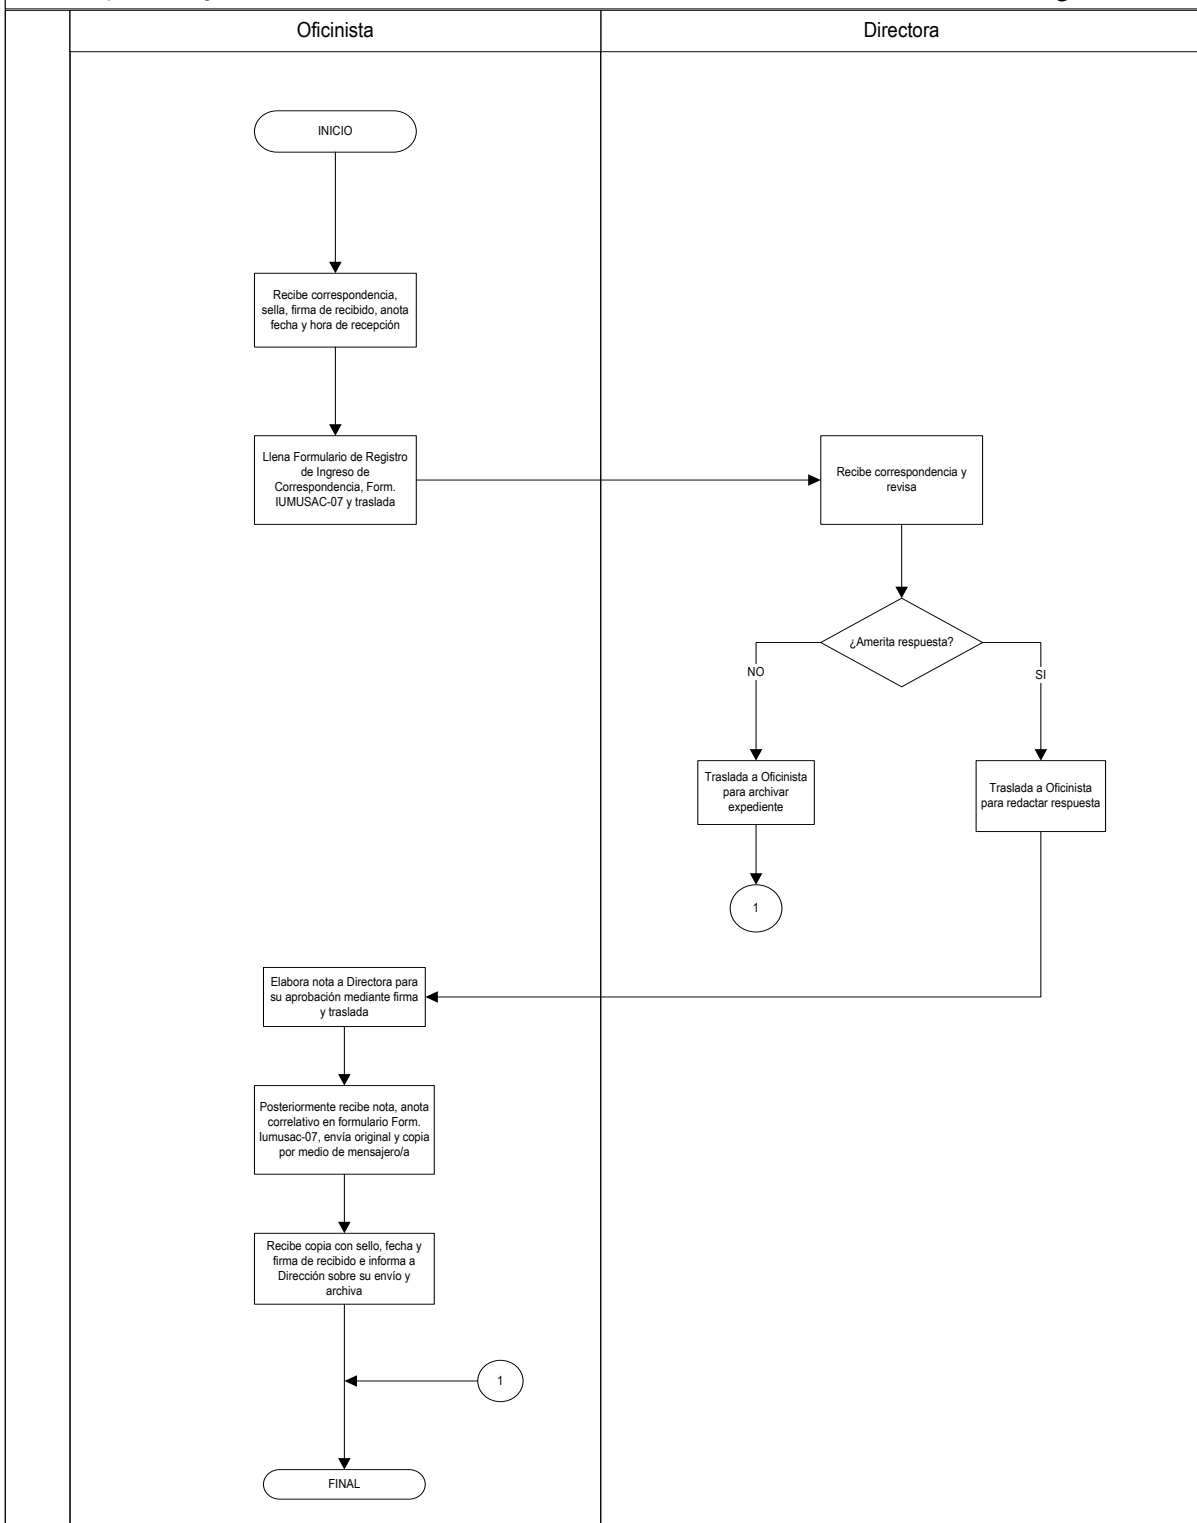 Oficinista
Directora
INICIO
Recibe correspondencia,
sella, firma de recibido, anota
fecha y hora de recepción
Llena Formulario de Registro
de Ingreso de
Correspondencia, Form.
IUMUSAC-07 y traslada
Recibe correspondencia y
revisa
¿Amerita respuesta?
NO
SI
Traslada a Oficinista
para archivar
expediente
Traslada a Oficinista
para redactar respuesta
1
Elabora nota a Directora para
su aprobación mediante firma
y traslada
Posteriormente recibe nota, anota
correlativo en formulario Form.
Iumusac-07, envía original y copia
por medio de mensajero/a
Recibe copia con sello, fecha y
firma de recibido e informa a
Dirección sobre su envío y
archiva
1
FINAL